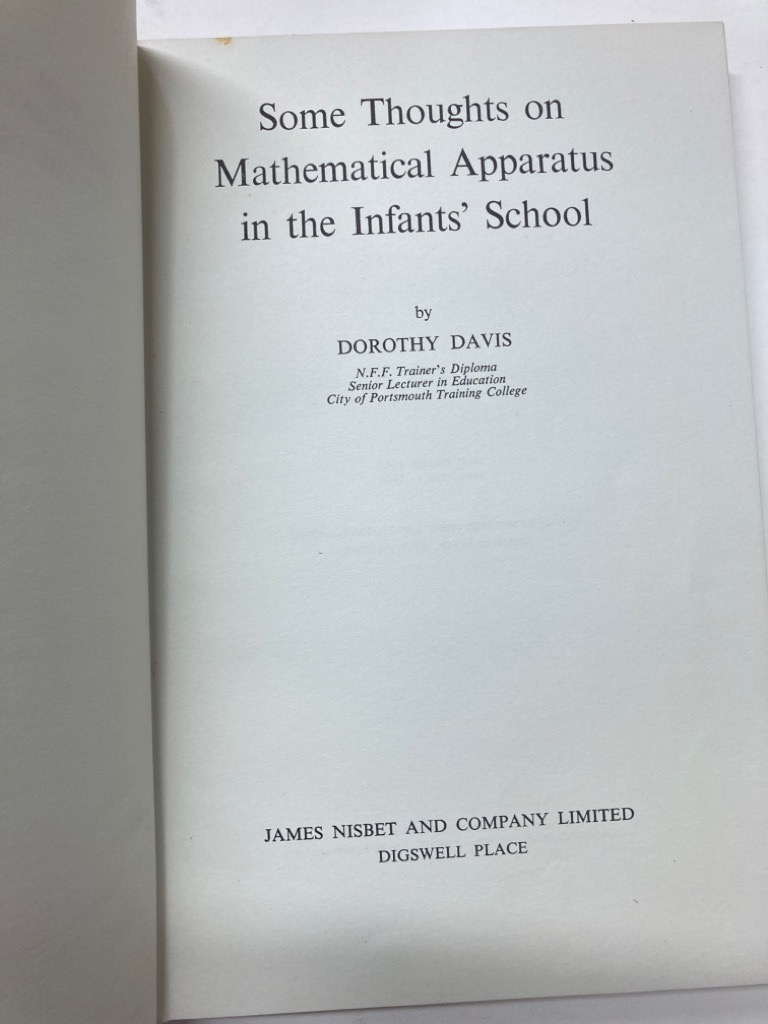 Some Thoughts on
Mathematical Apparatus
in the Infants’ School
by
DOROTHY DAVIS
N.F.F. Trainer’s Diploma
Senior Lecturer in Education
City of Portsmouth Training College
JAMES NISBET AND COMPANY LIMITED
DIGSWELL PLACE